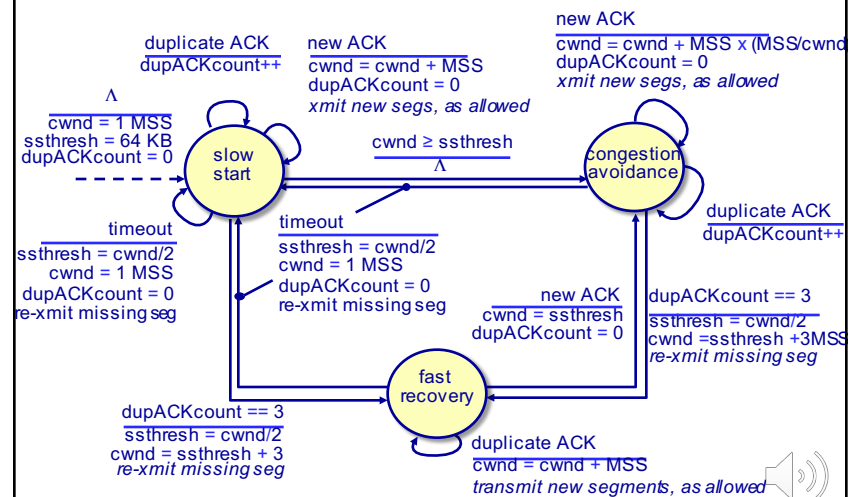 duplicate ACK
dupACKcount++
new ACK
cwnd = cwnd + MSS
dupACKcount = 0
xmit new segs, as allowed
new ACK
cwnd = cwnd + MSS x (MSS/cwnd
dupACKcount = 0
xmit new segs, as allowed
Λ
cwnd = 1 MSS
ssthresh = 64 KB
dupACKcount = 0
slow
start
cwnd ≥ ssthresh
Λ
congestion
avoidance
timeout
ssthresh = cwnd/2
cwnd = 1 MSS
dupACKcount = 0
re-xmit missing seg
timeout
ssthresh = cwnd/2
cwnd = 1 MSS
dupACKcount = 0
re-xmit missing seg
duplicate ACK
dupACKcount++
new ACK
cwnd = ssthresh
dupACKcount = 0
dupACKcount == 3
ssthresh = cwnd/2
cwnd =ssthresh +3MSS
re-xmit missing seg
fast
recovery
dupACKcount == 3
ssthresh = cwnd/2
cwnd = ssthresh + 3
re-xmit missing seg
duplicate ACK
cwnd = cwnd + MSS
transmit new segments, as allowed